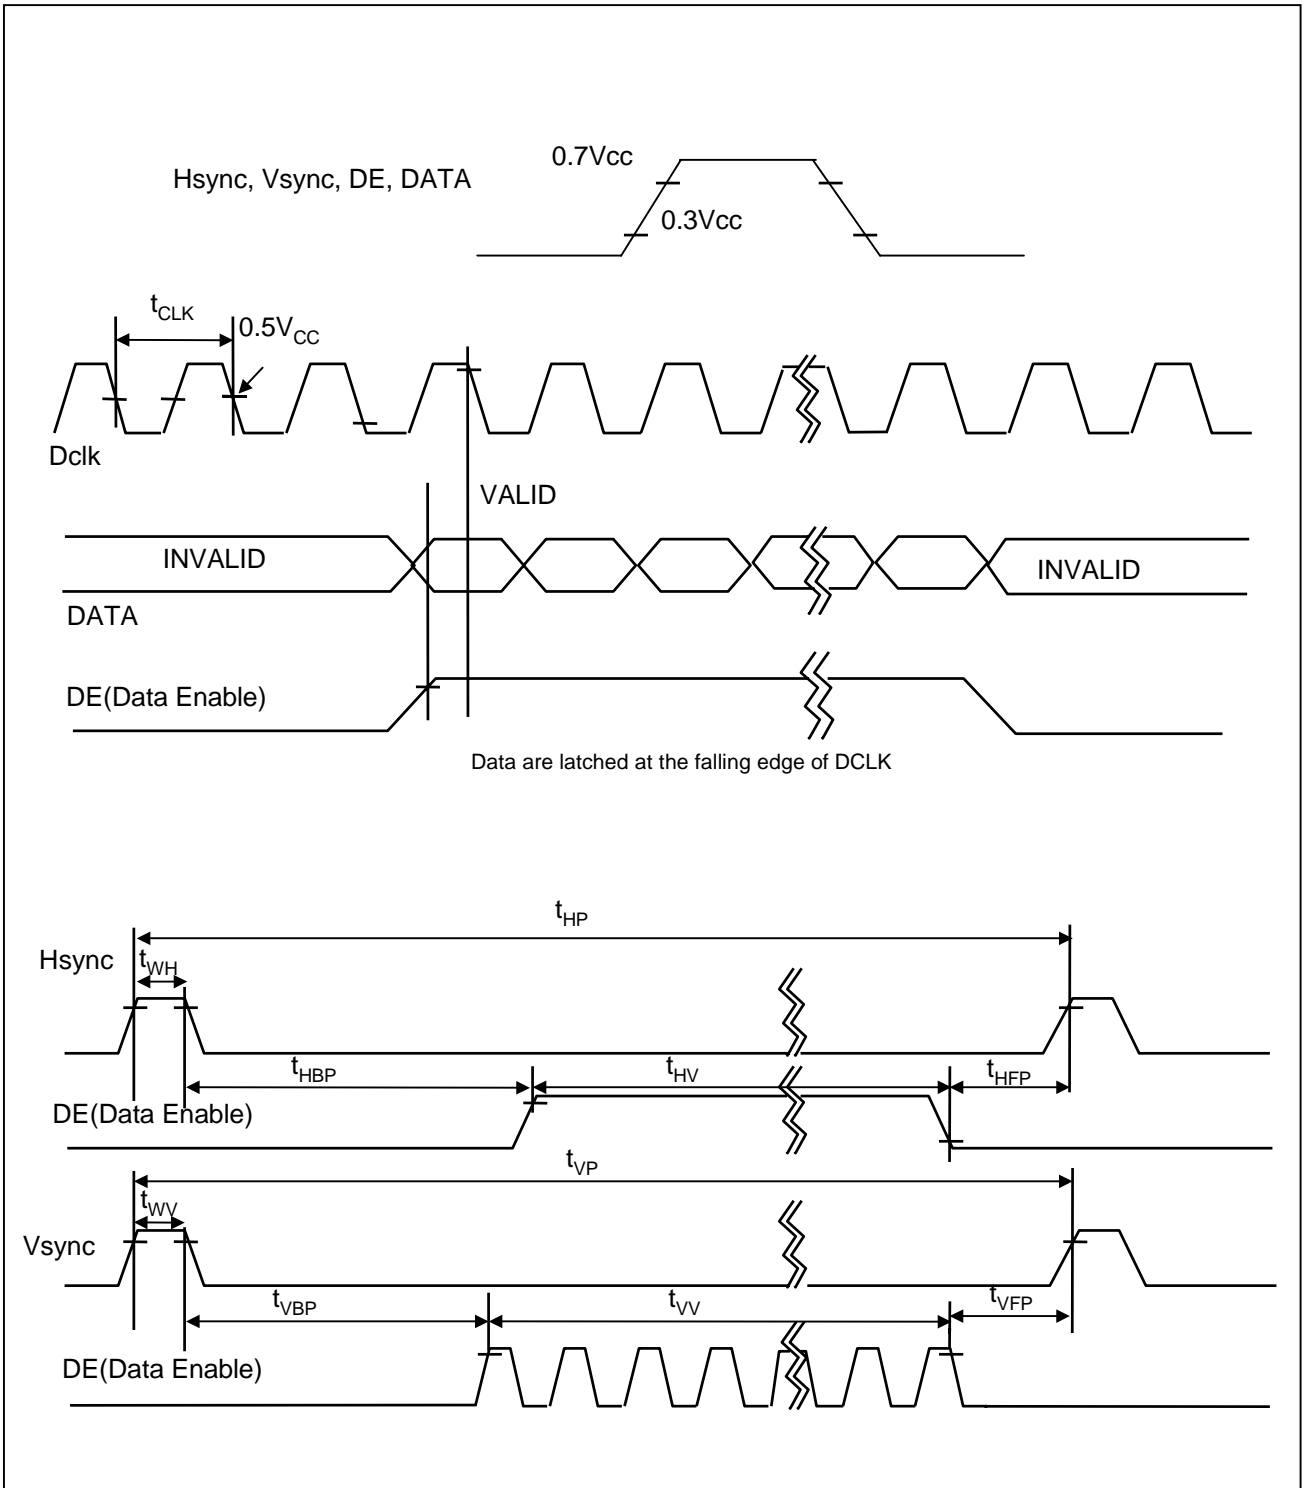 0.7Vcc
Hsync, Vsync, DE, DATA
0.3Vcc
tCLK
0.5VCC
Dclk
VALID
INVALID
INVALID
DATA
DE(Data Enable)
Data are latched at the falling edge of DCLK
tHP
Hsync
tWH
tHBP
tHV
tHFP
DE(Data Enable)
tVP
tWV
Vsync
tVBP
tVV
tVFP
DE(Data Enable)